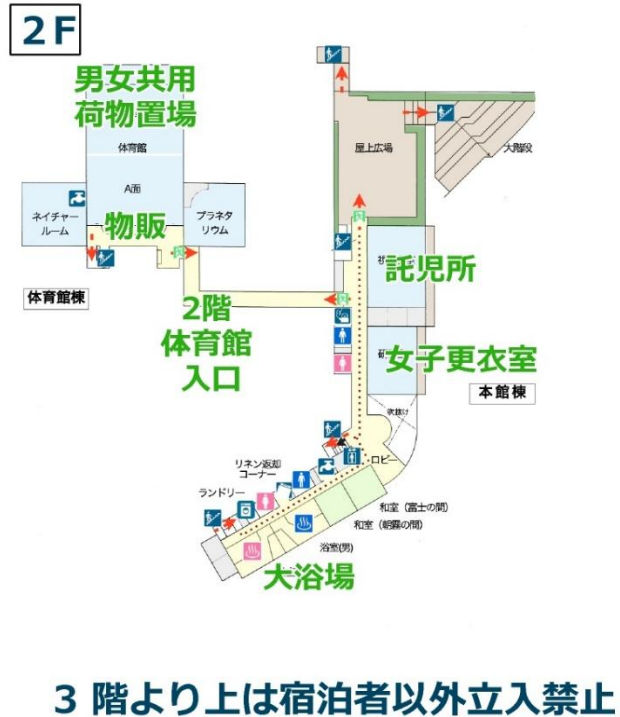 2F
男女共用
荷物置場
体育館
A面
屋上広場
大階段
ネイチャー
ルーム
物販
プラネタ
リウム
託児所
体育館棟
2階
体育館
入口
女子更衣室
本館棟
吹抜け
リネン返却
コーナー
ロビー
ランドリー
和室（富士の間）
和室（朝霧の間）
浴室(男)
大浴場
3 階より上は宿泊者以外立入禁止